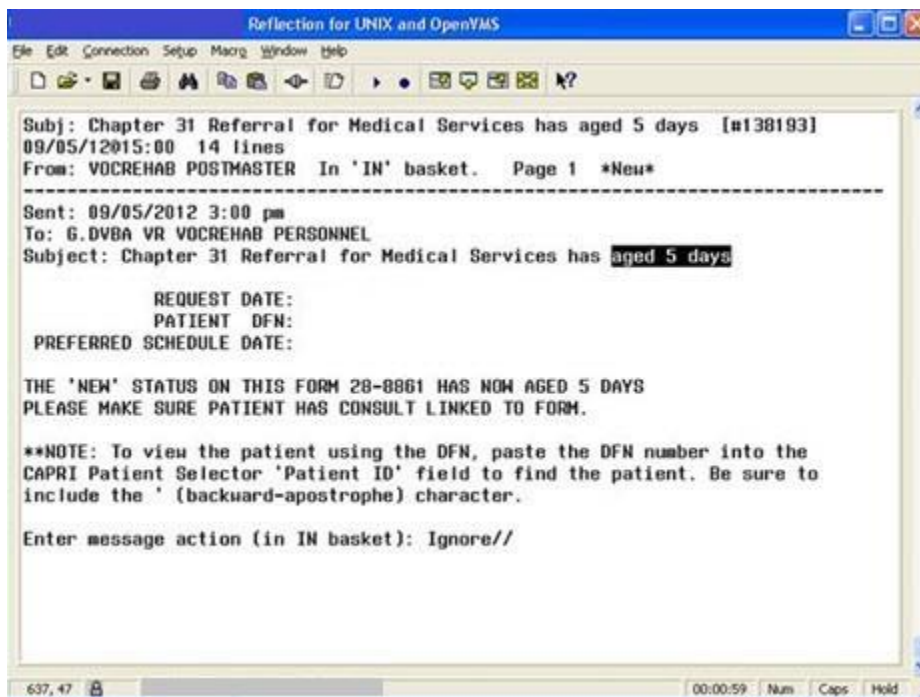 Reflection for UNIX and OpenVMS
File Edit Connection Setup Macro Window Help
Subj: Chapter 31 Referral for Medical Services has aged 5 days [#138193]
09/05/12@15:00 14 lines
From: VOCREHAB POSTMASTER In 'IN' basket. Page 1 *New*
--------------------------------------------------------------------------------
Sent: 09/05/2012 3:00 pm
To: G.DVBA VR VOCREHAB PERSONNEL
Subject: Chapter 31 Referral for Medical Services has aged 5 days
REQUEST DATE:
PATIENT DFN:
PREFERRED SCHEDULE DATE:
THE 'NEW' STATUS ON THIS FORM 28-8861 HAS NOW AGED 5 DAYS
PLEASE MAKE SURE PATIENT HAS CONSULT LINKED TO FORM.
**NOTE: To view the patient using the DFN, paste the DFN number into the
CAPRI Patient Selector 'Patient ID' field to find the patient. Be sure to
include the ' (backward-apostrophe) character.
Enter message action (in IN basket): Ignore//
637, 47 00:00:59 Num Caps Hold